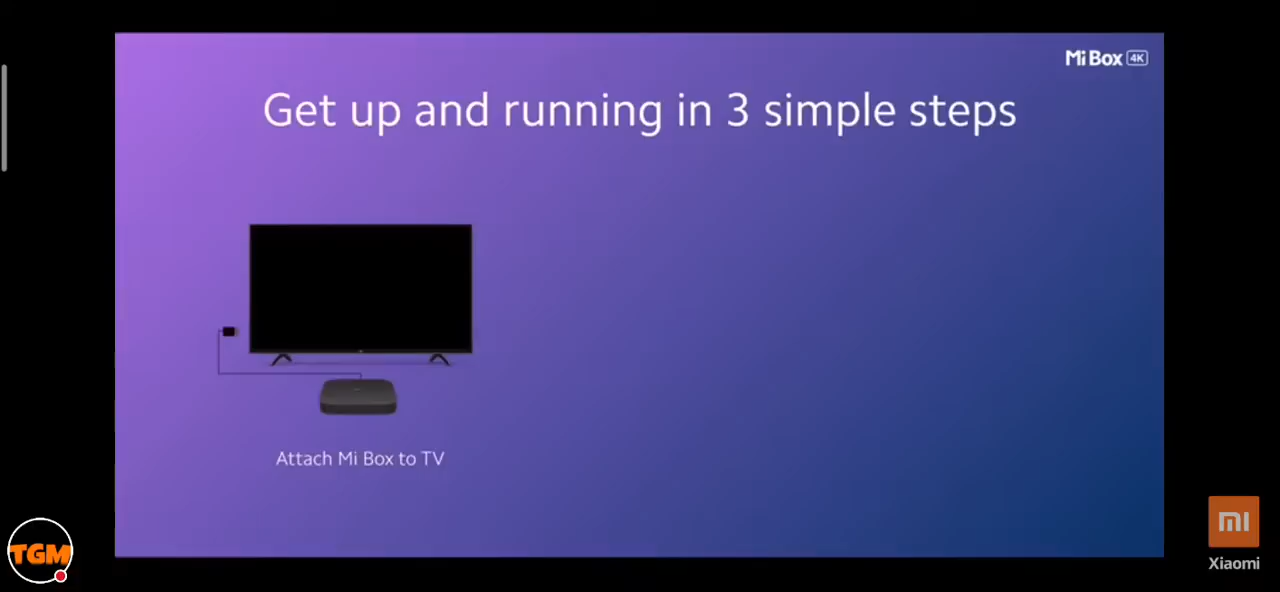 Mi Box 4K
Get up and running in 3 simple steps
Attach Mi Box to TV
TGM
MI
Xiaomi